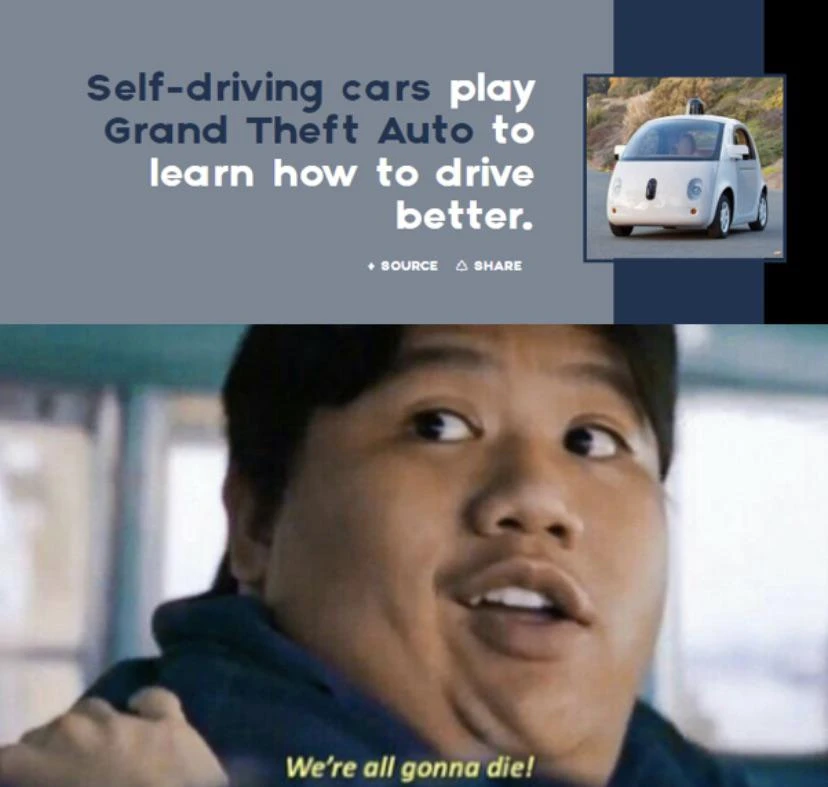 Self-driving cars play
Grand Theft Auto to
learn how to drive
better.
+ SOURCE SHARE
We're all gonna die!